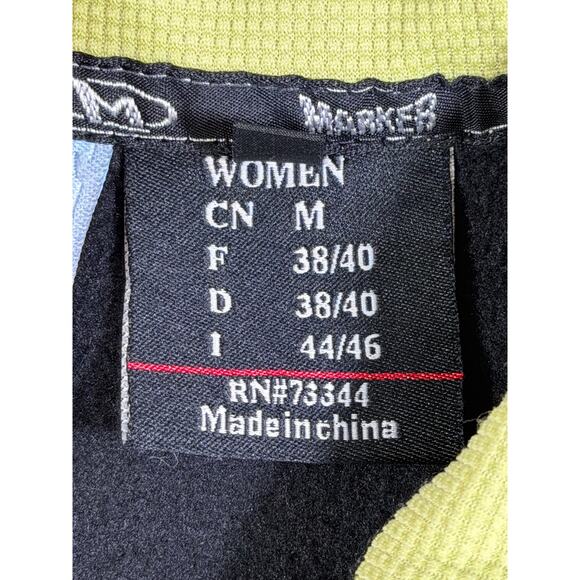 M MARKER
WOMEN
CN M
F 38/40
D 38/40
I 44/46
RN#73344
Madeinchina